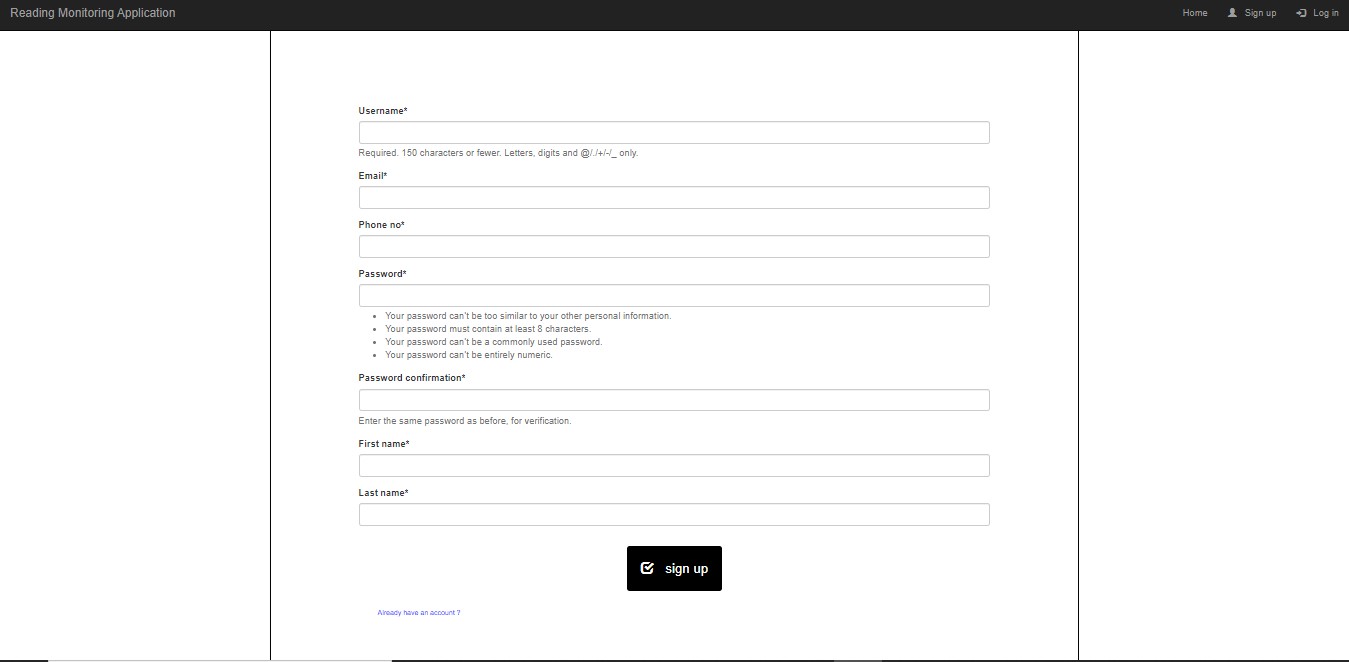 Reading Monitoring Application
Home Sign up Log in
Username*
Required. 150 characters or fewer. Letters, digits and @/./+/-/_ only.
Email*
Phone no*
Password*
Your password can't be too similar to your other personal information.
Your password must contain at least 8 characters.
Your password can't be a commonly used password.
Your password can't be entirely numeric.
Password confirmation*
Enter the same password as before, for verification.
First name*
Last name*
sign up
Already have an account ?